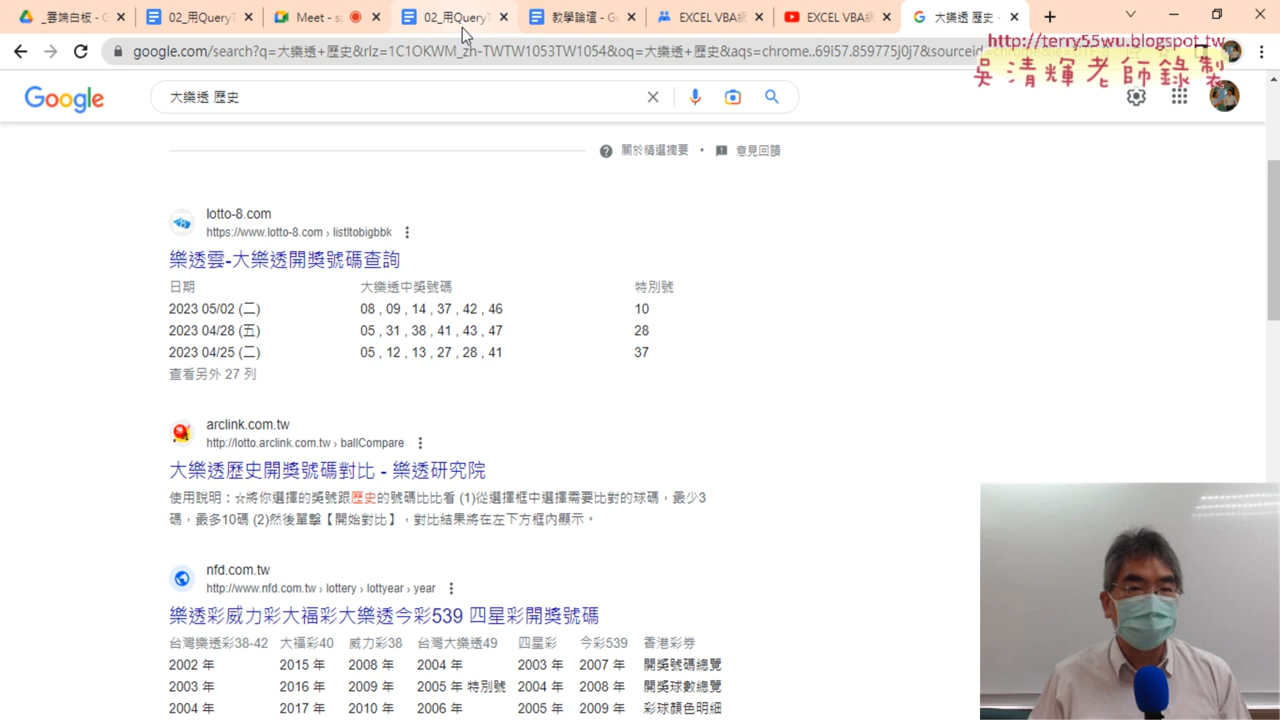 _雲端白板 - G
02_用QueryT
Meet - sc
02_用QueryT
教學論壇 - Go
EXCEL VBA網
EXCEL VBA網
大樂透 歷史 -
google.com/search?q=大樂透+歷史&rlz=1C1OKWM_zh-TWTW1053TW1054&oq=大樂透+歷史&aqs=chrome..69i57.859775j0j7&sourceid
http://terry55wu.blogspot.tw
吳清輝老師錄製
Google
大樂透 歷史
關於精選摘要 • 意見回饋
lotto-8.com
https://www.lotto-8.com › listltobigbbk
樂透雲-大樂透開獎號碼查詢
日期 大樂透中獎號碼 特別號
2023 05/02 (二) 08 , 09 , 14 , 37 , 42 , 46 10
2023 04/28 (五) 05 , 31 , 38 , 41 , 43 , 47 28
2023 04/25 (二) 05 , 12 , 13 , 27 , 28 , 41 37
查看另外 27 列
arclink.com.tw
http://lotto.arclink.com.tw › ballCompare
大樂透歷史開獎號碼對比 - 樂透研究院
使用說明：☆將你選擇的獎號跟歷史的號碼比比看 (1)從選擇框中選擇需要比對的球碼，最少3
碼，最多10碼 (2)然後單擊【開始對比】，對比結果將在左下方框內顯示。
nfd.com.tw
http://www.nfd.com.tw › lottery › lottyear › year
樂透彩威力彩大福彩大樂透今彩539 四星彩開獎號碼
台灣樂透彩38-42 大福彩40 威力彩38 台灣大樂透49 四星彩 今彩539 香港彩券
2002 年 2015 年 2008 年 2004 年 2003 年 2007 年 開獎號碼總覽
2003 年 2016 年 2009 年 2005 年 特別號 2004 年 2008 年 開獎球數總覽
2004 年 2017 年 2010 年 2006 年 2005 年 2009 年 彩球顏色明細